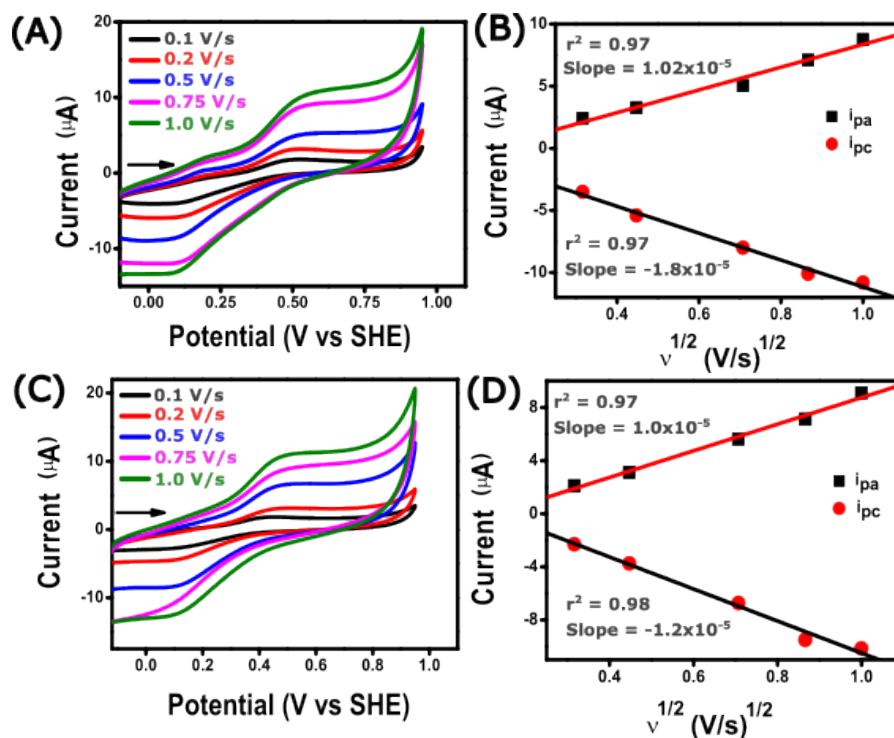 (A)
0.1 V/s
0.2 V/s
0.5 V/s
0.75 V/s
1.0 V/s
20
10
0
-10
Current (μA)
0.00 0.25 0.50 0.75 1.00
Potential (V vs SHE)
(B)
r² = 0.97
Slope = 1.02x10⁻⁵
ipa
ipc
r² = 0.97
Slope = -1.8x10⁻⁵
10
5
0
-5
-10
Current (μA)
0.4 0.6 0.8 1.0
ν^1/2 (V/s)^1/2
(C)
0.1 V/s
0.2 V/s
0.5 V/s
0.75 V/s
1.0 V/s
20
10
0
-10
Current (μA)
0.0 0.2 0.4 0.6 0.8 1.0
Potential (V vs SHE)
(D)
r² = 0.97
Slope = 1.0x10⁻⁵
ipa
ipc
r² = 0.98
Slope = -1.2x10⁻⁵
8
4
0
-4
-8
Current (μA)
0.4 0.6 0.8 1.0
ν^1/2 (V/s)^1/2